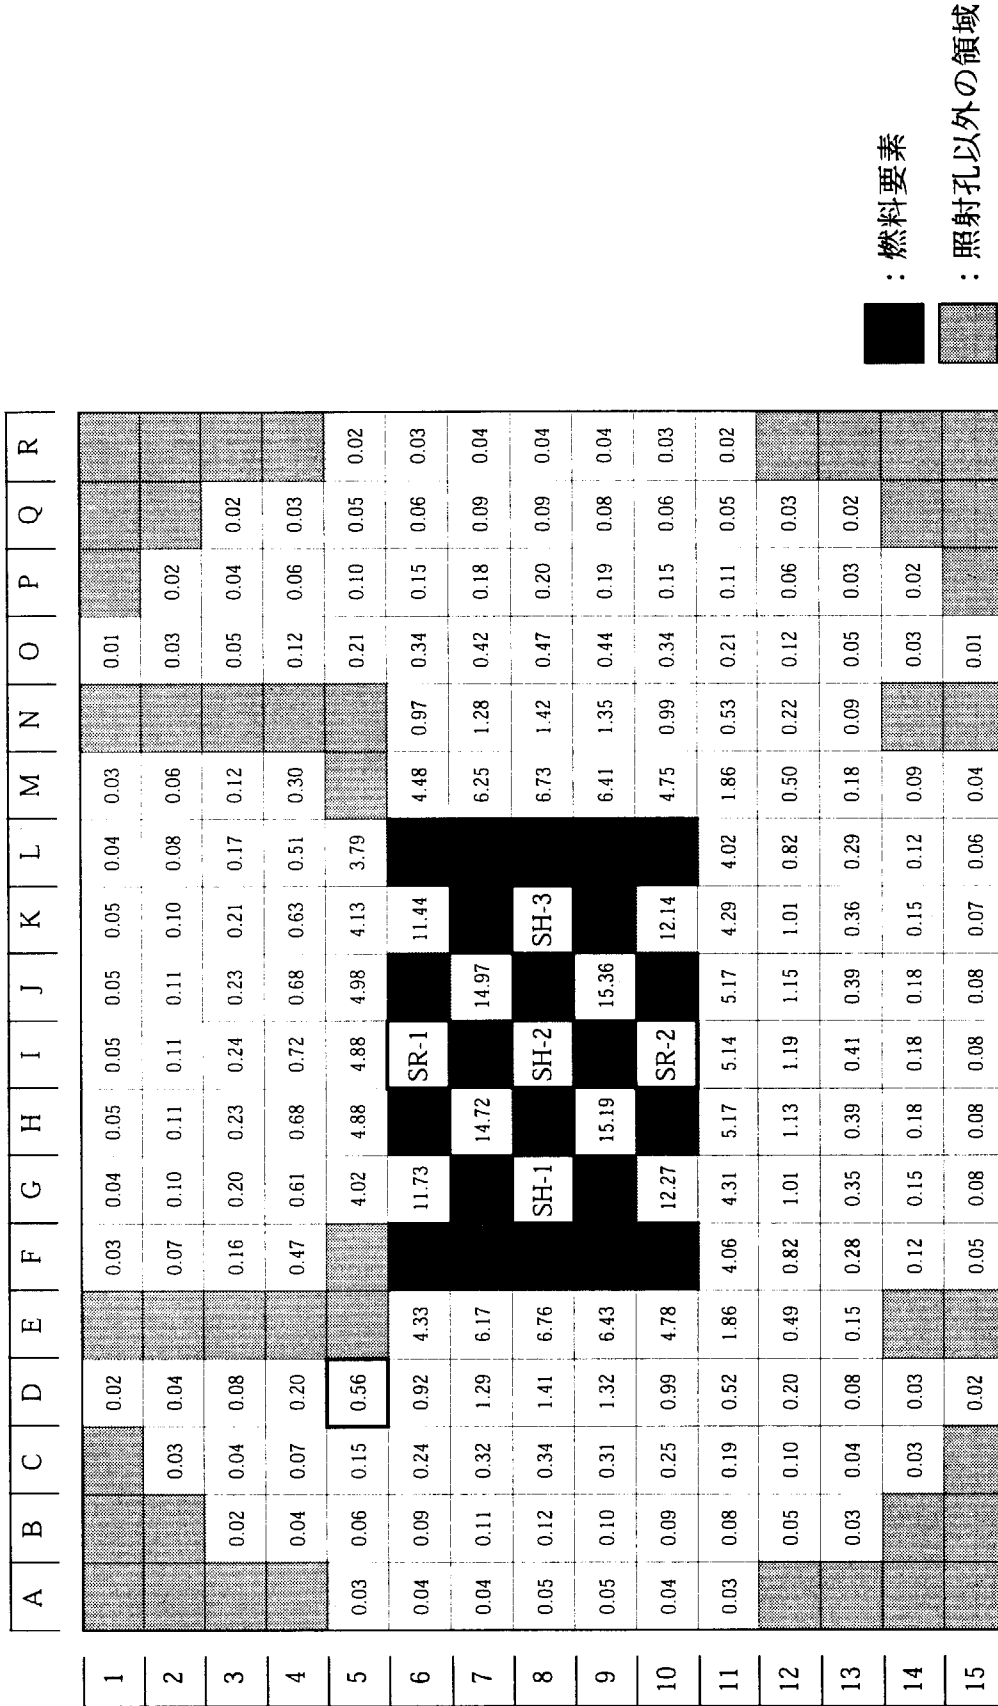 A B C D E F G H I J K L M N O P Q R
1 0.02 0.03 0.04 0.05 0.05 0.05 0.05 0.04 0.03 0.01
2 0.03 0.04 0.07 0.10 0.11 0.11 0.11 0.10 0.08 0.06 0.03 0.02
3 0.02 0.04 0.08 0.16 0.20 0.23 0.24 0.23 0.21 0.17 0.12 0.05 0.04 0.02
4 0.04 0.07 0.20 0.47 0.61 0.68 0.72 0.68 0.63 0.51 0.30 0.12 0.06 0.03
5 0.03 0.06 0.15 0.56 4.02 4.88 4.88 4.98 4.13 3.79 0.21 0.10 0.05 0.02
6 0.04 0.09 0.24 0.92 4.33 11.73 SR-1 11.44 4.48 0.97 0.34 0.15 0.06 0.03
7 0.04 0.11 0.32 1.29 6.17 14.72 14.97 6.25 1.28 0.42 0.18 0.09 0.04
8 0.05 0.12 0.34 1.41 6.76 SH-1 SH-2 SH-3 6.73 1.42 0.47 0.20 0.09 0.04
9 0.05 0.10 0.31 1.32 6.43 15.19 15.36 6.41 1.35 0.44 0.19 0.08 0.04
10 0.04 0.09 0.25 0.99 4.78 12.27 SR-2 12.14 4.75 0.99 0.34 0.15 0.06 0.03
11 0.03 0.08 0.19 0.52 1.86 4.06 4.31 5.17 5.14 5.17 4.29 4.02 1.86 0.53 0.21 0.11 0.05 0.02
12 0.05 0.10 0.20 0.49 0.82 1.01 1.13 1.19 1.15 1.01 0.82 0.50 0.22 0.12 0.06 0.03
13 0.03 0.04 0.08 0.15 0.28 0.35 0.39 0.41 0.39 0.36 0.29 0.18 0.09 0.05 0.03 0.02
14 0.03 0.03 0.12 0.15 0.18 0.18 0.18 0.15 0.12 0.09 0.03 0.02
15 0.02 0.05 0.08 0.08 0.08 0.08 0.07 0.06 0.04 0.01
：燃料要素
：照射孔以外の領域